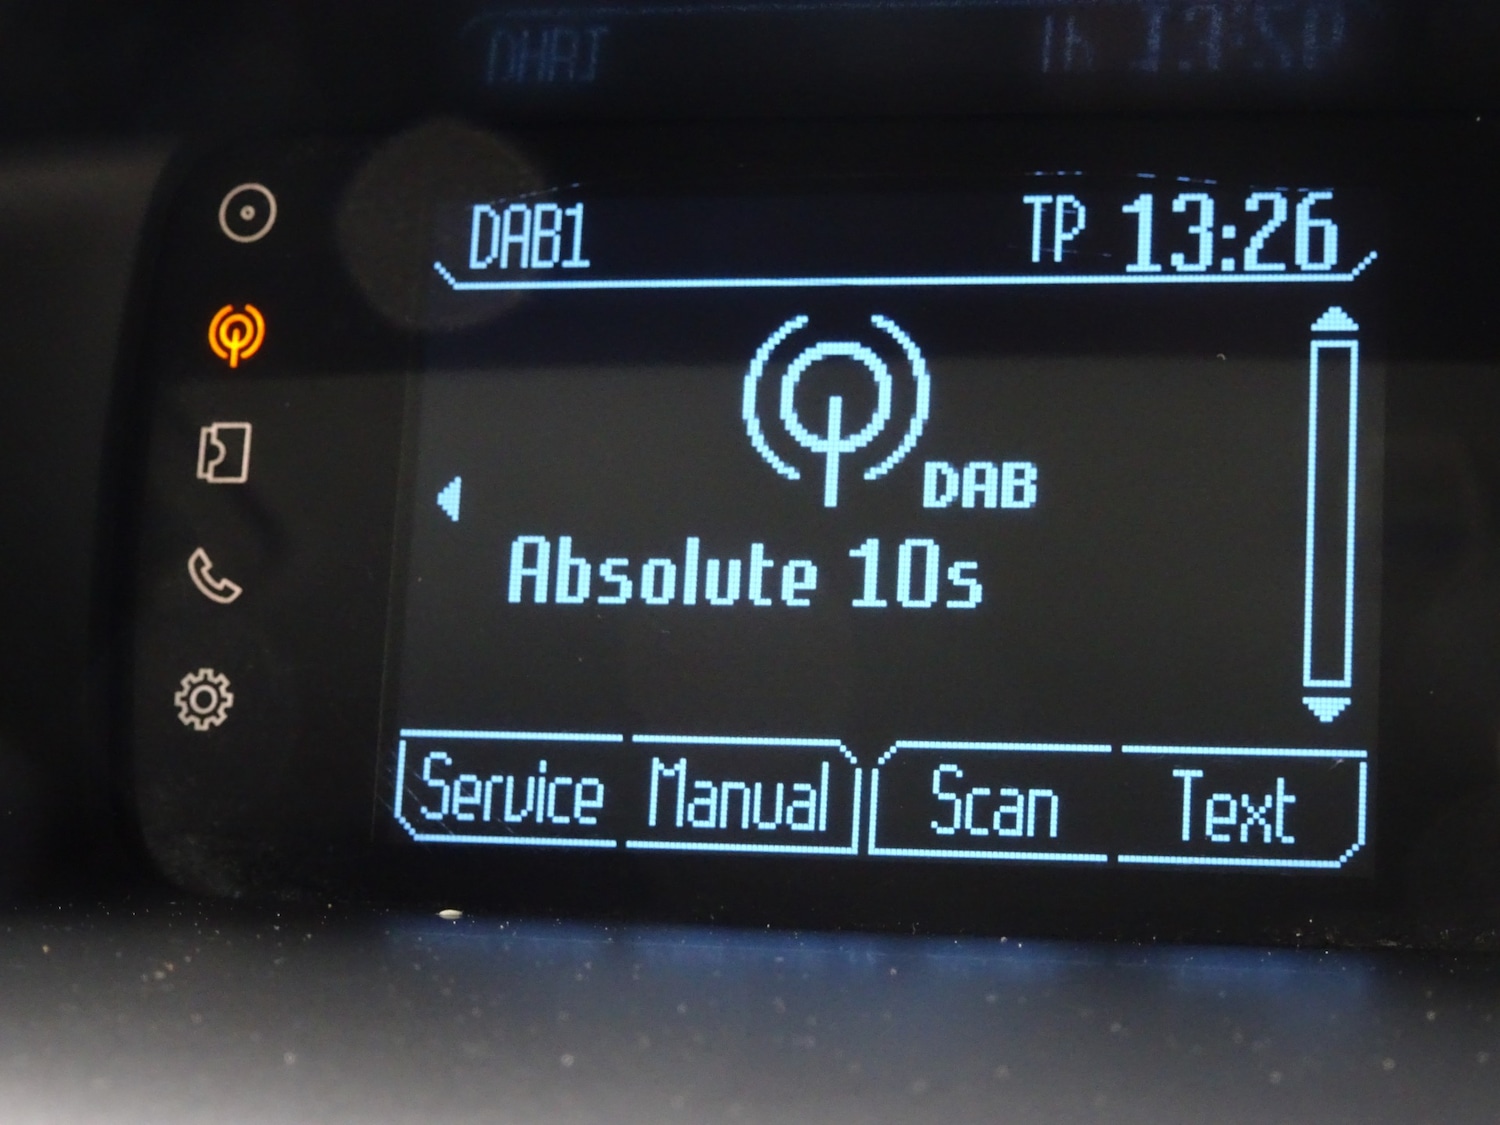 DAB1 TP 13:26
DAB
Absolute 10s
Service Manual Scan Text